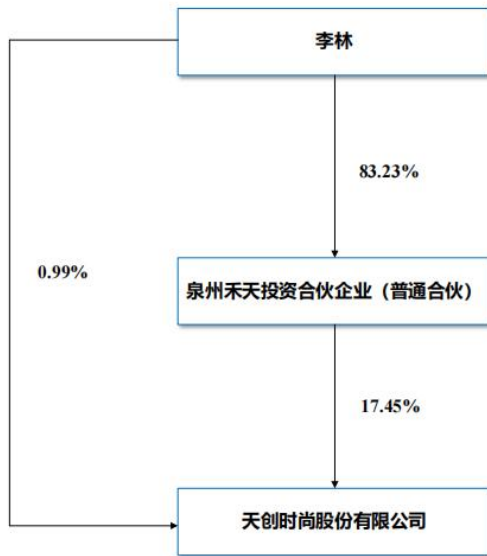 李林
83.23%
0.99%
泉州禾天投资合伙企业（普通合伙）
17.45%
天创时尚股份有限公司